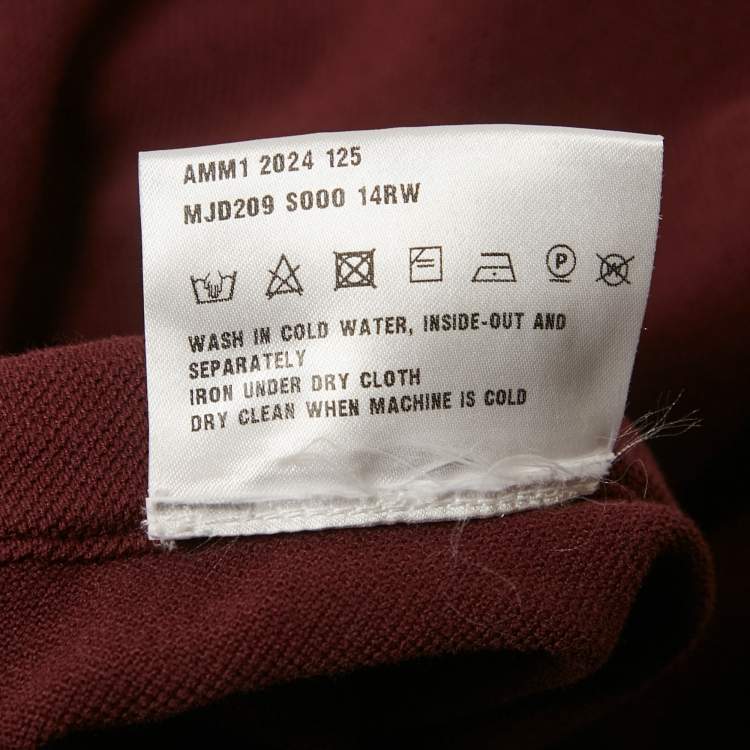 AMM1 2024 125
MJD209 S000 14RW
P W
WASH IN COLD WATER, INSIDE-OUT AND
SEPARATELY
IRON UNDER DRY CLOTH
DRY CLEAN WHEN MACHINE IS COLD